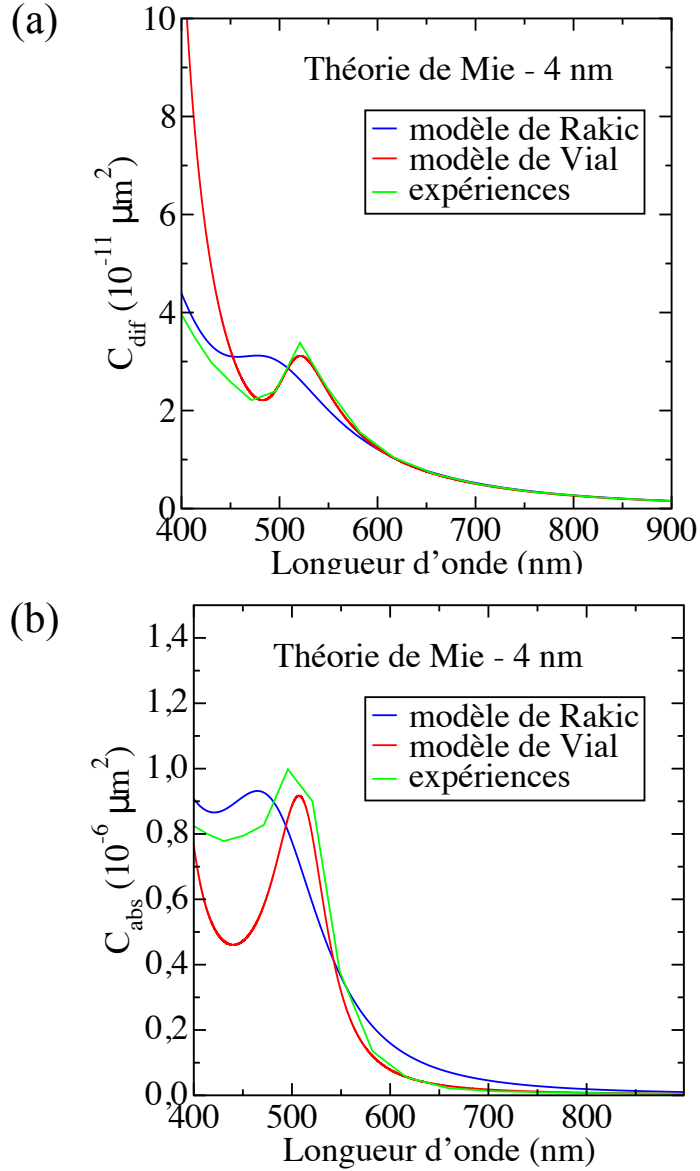 (a)
10
8
6
4
2
0
C_dif (10^-11 µm^2)
Théorie de Mie - 4 nm
modèle de Rakic
modèle de Vial
expériences
400 500 600 700 800 900
Longueur d'onde (nm)
(b)
1,4
1,2
1,0
0,8
0,6
0,4
0,2
0,0
C_abs (10^-6 µm^2)
Théorie de Mie - 4 nm
modèle de Rakic
modèle de Vial
expériences
400 500 600 700 800
Longueur d'onde (nm)